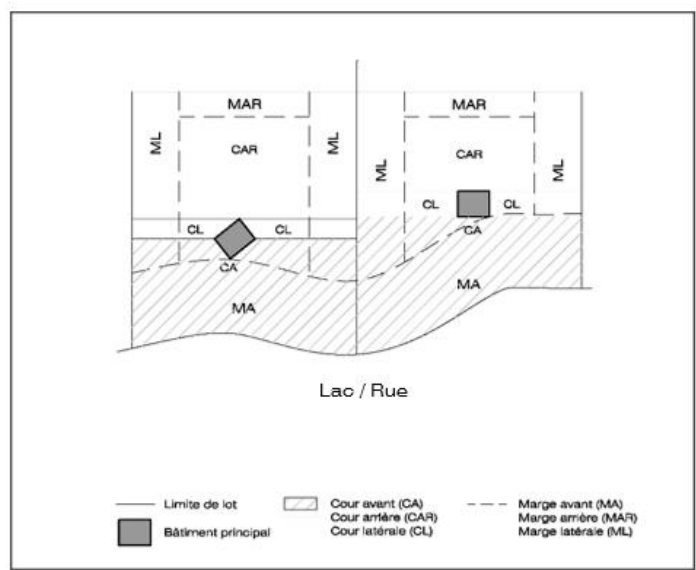 MAR MAR
ML ML ML ML
CAR CAR
CL CL CL CL
CA CA
MA MA
Lac / Rue
Limite de lot
Bâtiment principal
Cour avant (CA)
Cour arrière (CAR)
Cour latérale (CL)
Marge avant (MA)
Marge arrière (MAR)
Marge latérale (ML)